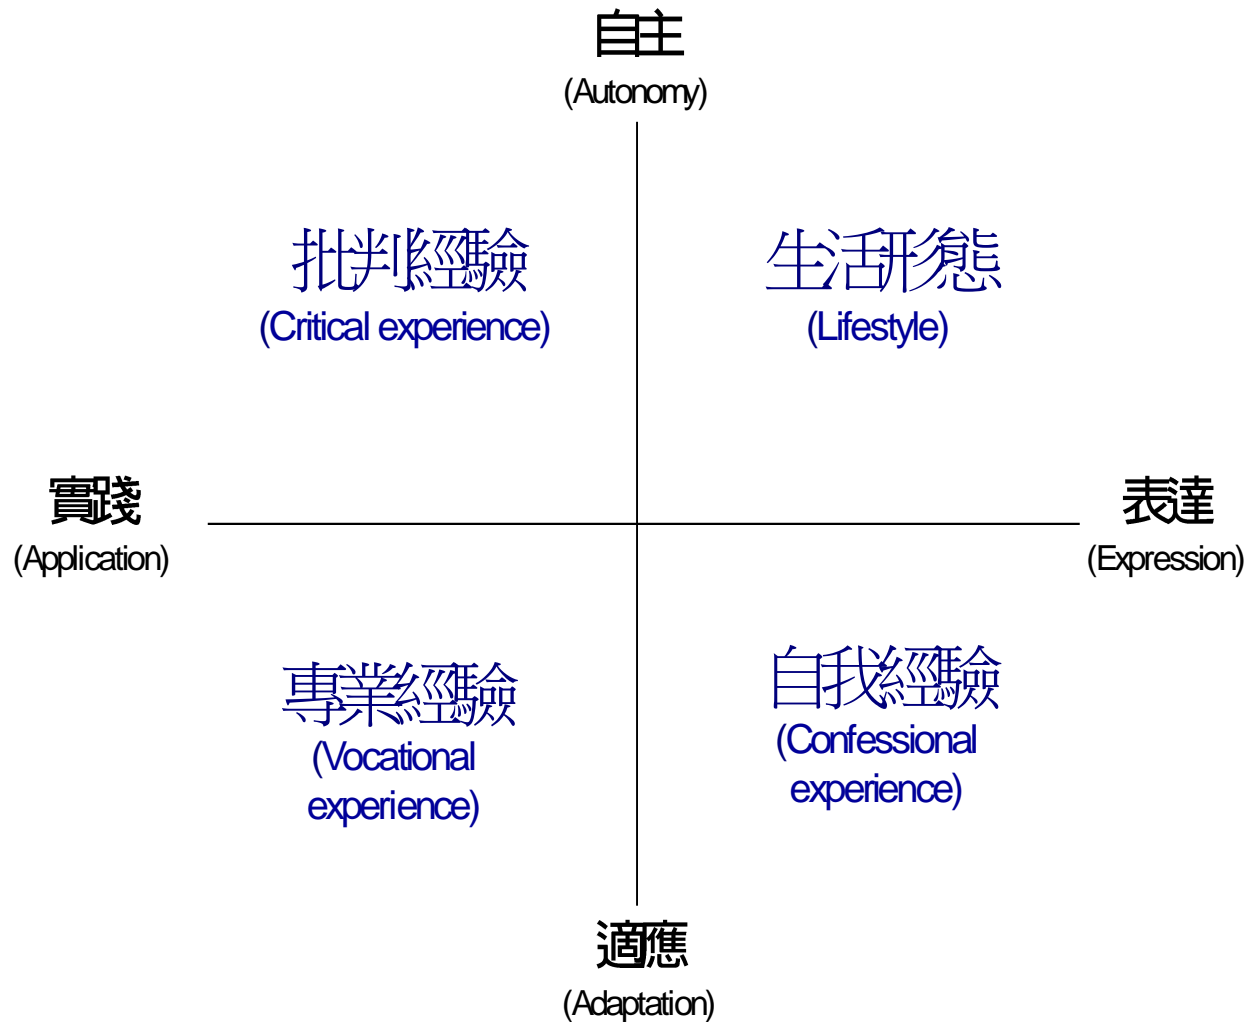 自主
(Autonomy)
批判經驗
(Critical experience)
生活形態
(Lifestyle)
實踐
(Application)
表達
(Expression)
專業經驗
(Vocational
experience)
自我經驗
(Confessional
experience)
適應
(Adaptation)